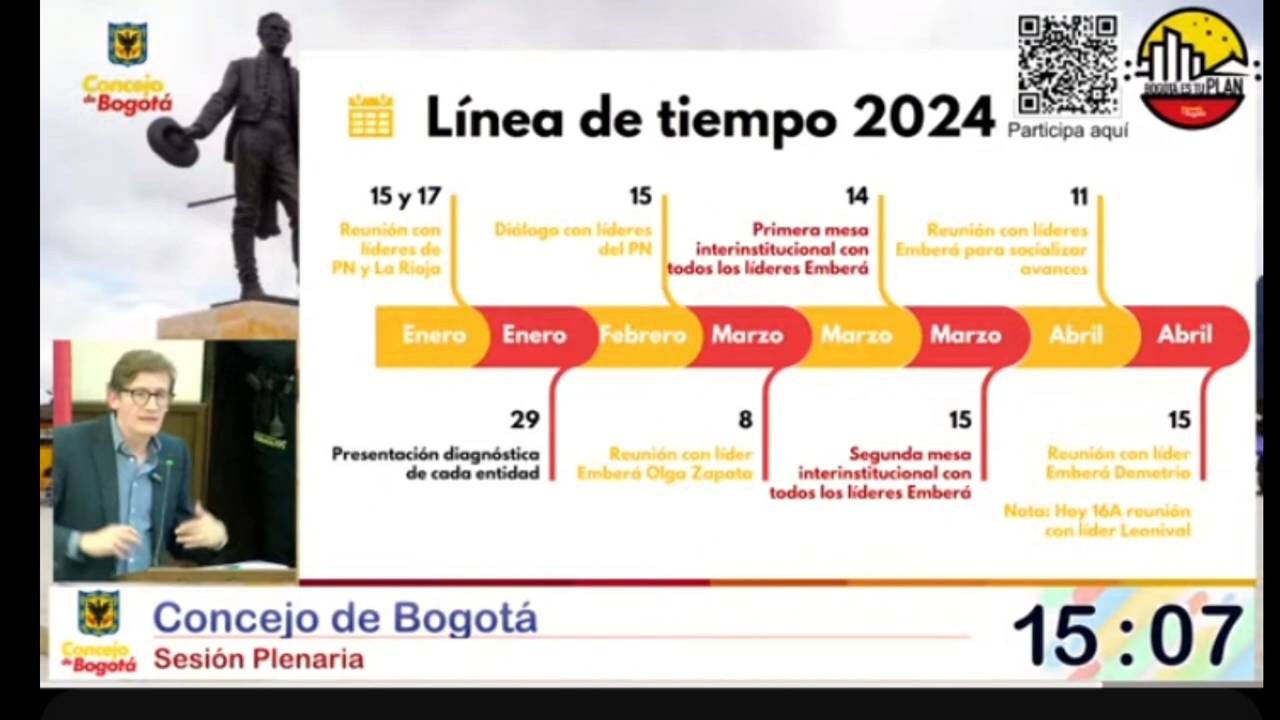 Concejo
de Bogotá
Línea de tiempo 2024
Participa aquí
BOGOTÁ ES TU PLAN
15 y 17
Reunión con
líderes de
PN y La Rioja
15
Diálogo con líderes
del PN
14
Primera mesa
interinstitucional con
todos los líderes Emberá
11
Reunión con líderes
Emberá para socializar
avances
Enero Enero Febrero Marzo Marzo Marzo Abril Abril
29
Presentación diagnóstica
de cada entidad
8
Reunión con líder
Emberá Olga Zapata
15
Segunda mesa
interinstitucional con
todos los líderes Emberá
15
Reunión con líder
Emberá Demetrio
Nota: Hoy 16A reunión
con líder Leonival
Concejo
de Bogotá
Concejo de Bogotá
Sesión Plenaria
15:07